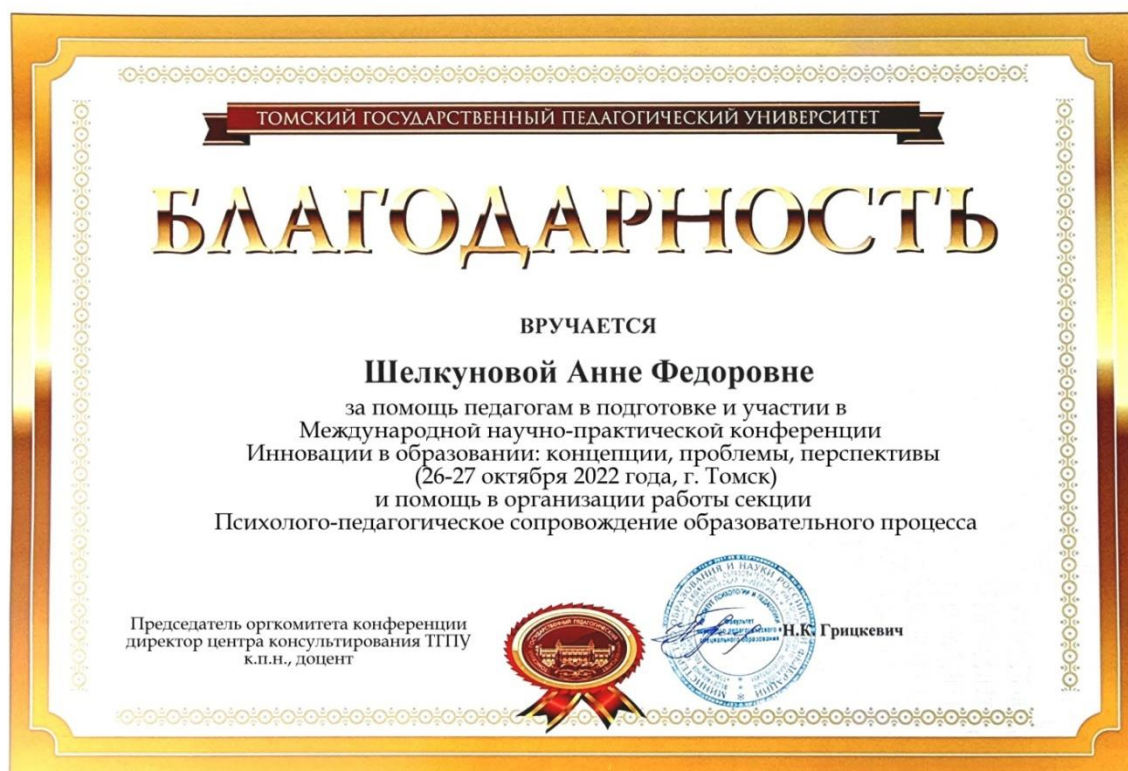 ТОМСКИЙ ГОСУДАРСТВЕННЫЙ ПЕДАГОГИЧЕСКИЙ УНИВЕРСИТЕТ
БЛАГОДАРНОСТЬ
ВРУЧАЕТСЯ
Шелкуновой Анне Федоровне
за помощь педагогам в подготовке и участии в
Международной научно-практической конференции
Инновации в образовании: концепции, проблемы, перспективы
(26-27 октября 2022 года, г. Томск)
и помощь в организации работы секции
Психолого-педагогическое сопровождение образовательного процесса
Председатель оргкомитета конференции
директор центра консультирования ТГПУ
к.п.н., доцент
Н.К. Грицкевич